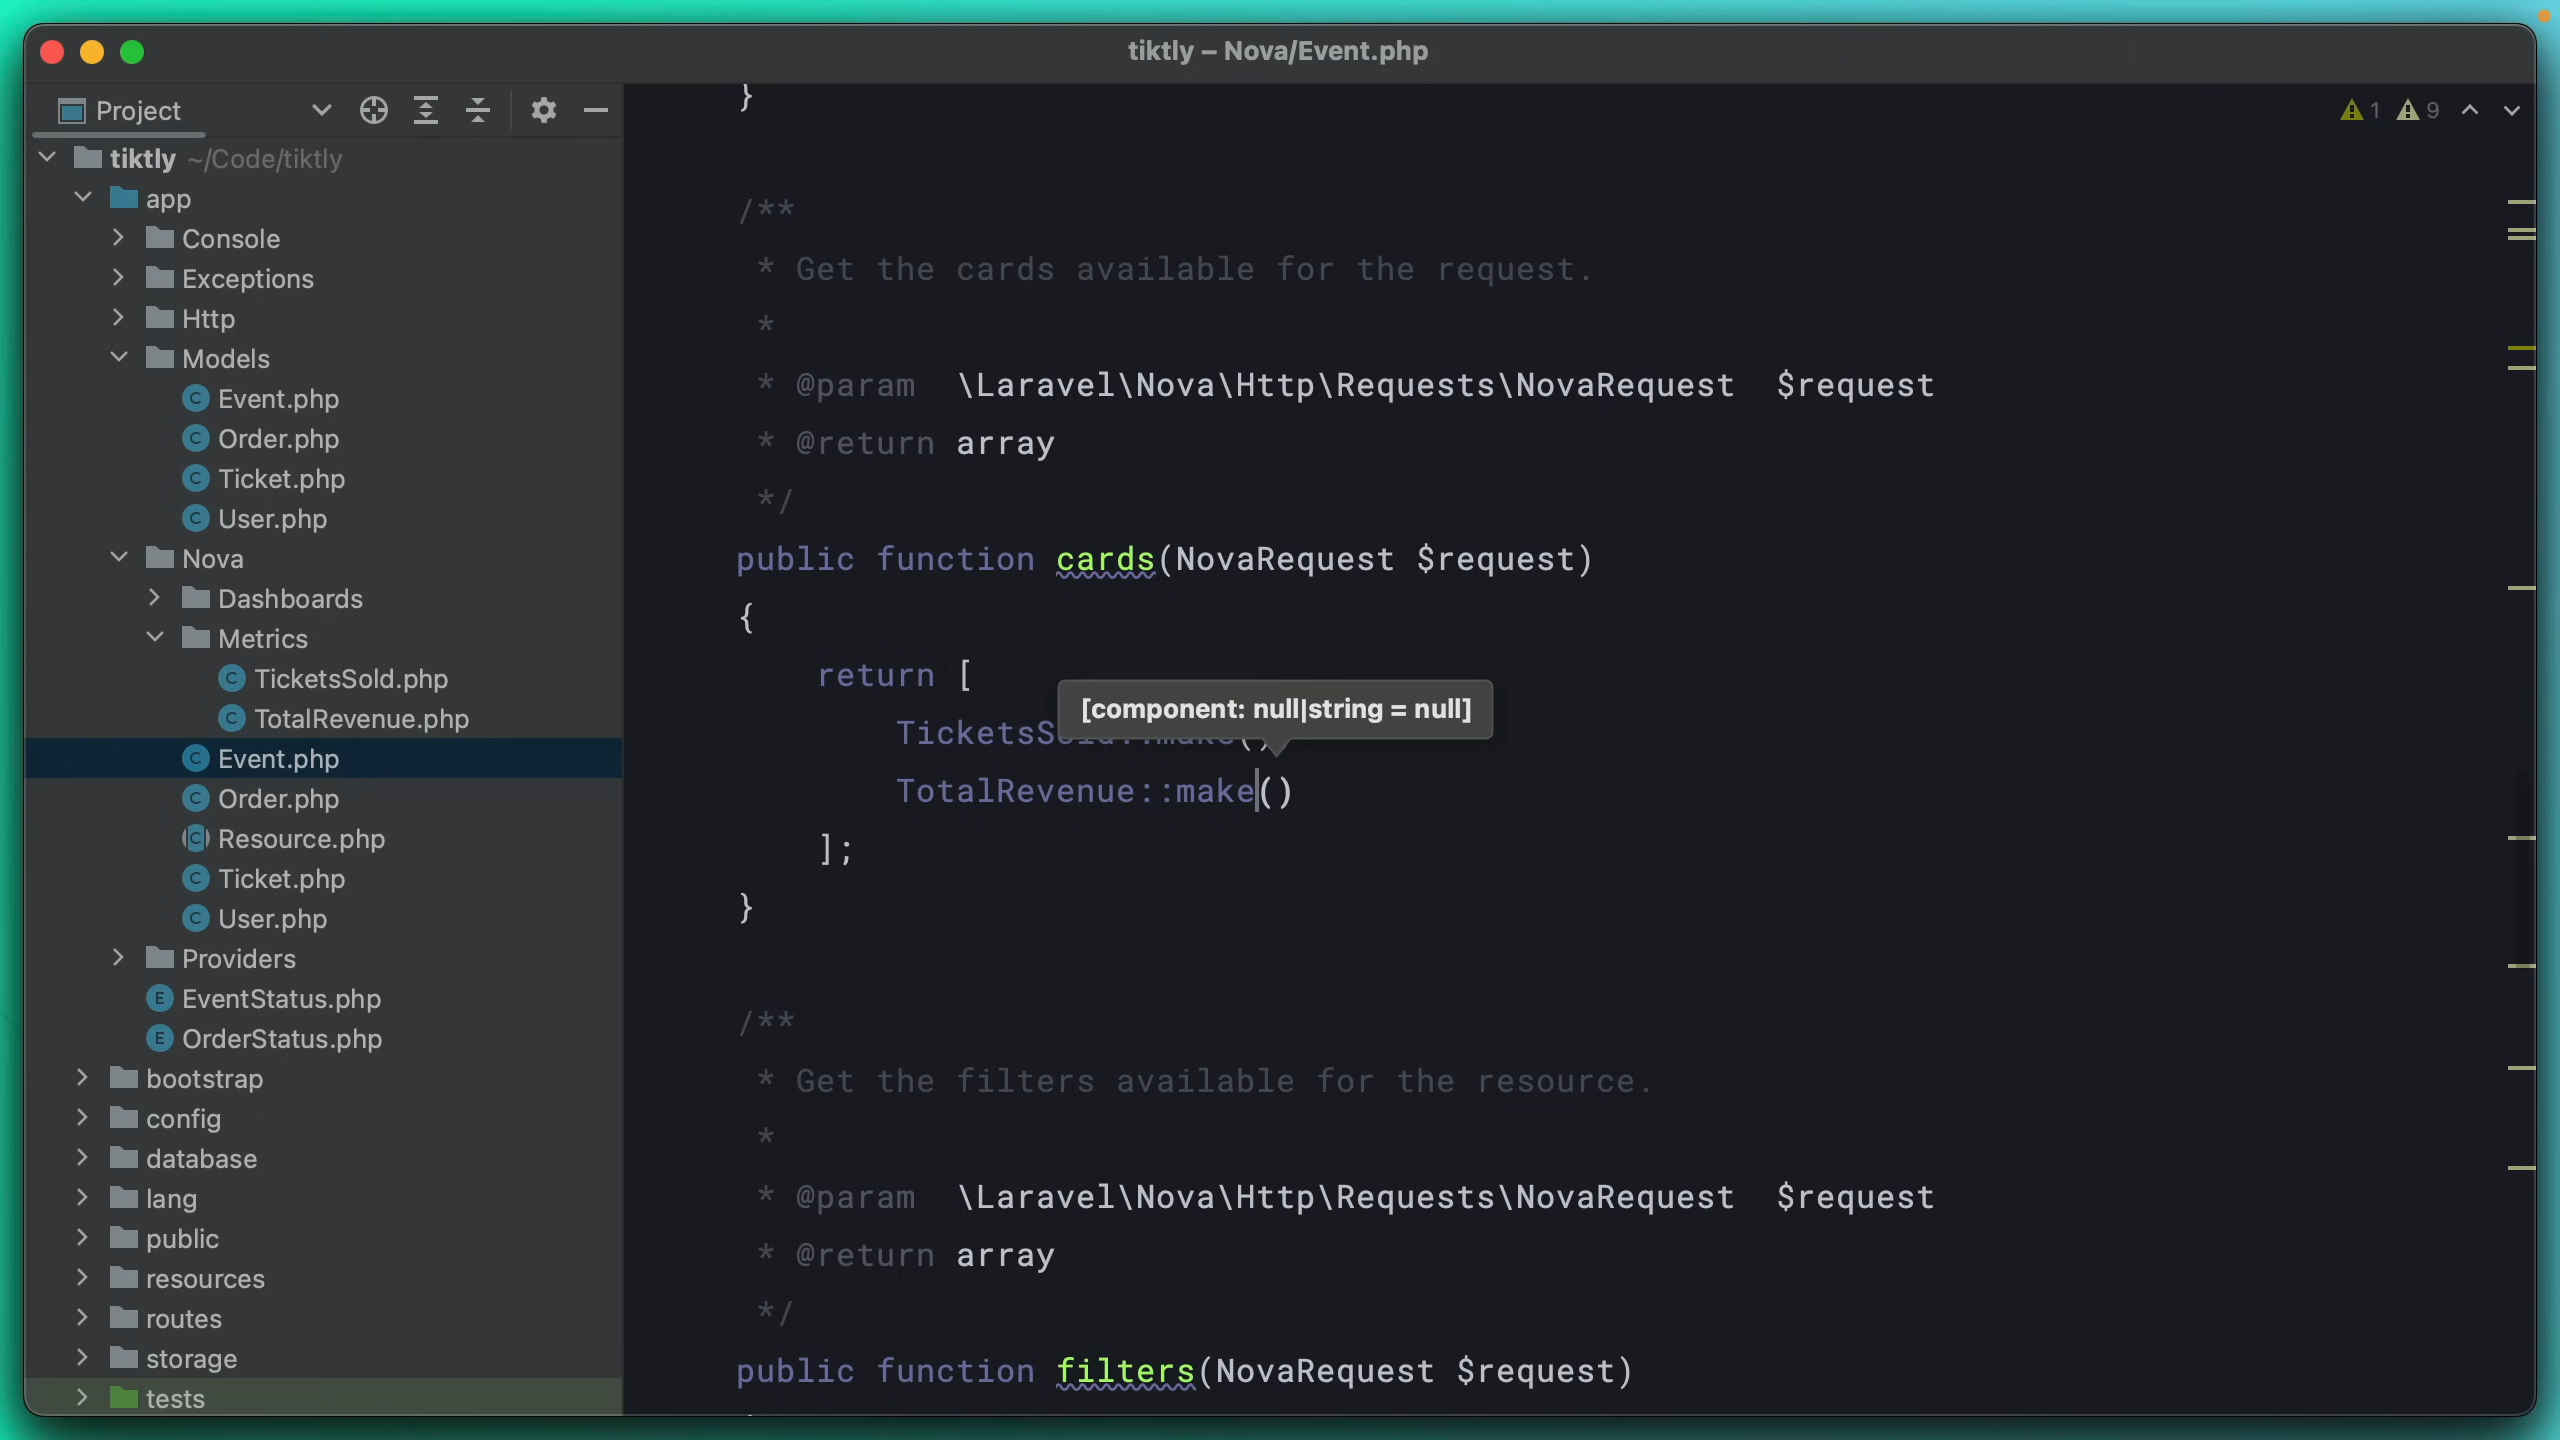 tiktly – Nova/Event.php
Project
tiktly ~/Code/tiktly
app
Console
Exceptions
Http
Models
Event.php
Order.php
Ticket.php
User.php
Nova
Dashboards
Metrics
TicketsSold.php
TotalRevenue.php
Event.php
Order.php
Resource.php
Ticket.php
User.php
Providers
EventStatus.php
OrderStatus.php
bootstrap
config
database
lang
public
resources
routes
storage
tests
1 9
}
/**
* Get the cards available for the request.
*
* @param \Laravel\Nova\Http\Requests\NovaRequest $request
* @return array
*/
public function cards(NovaRequest $request)
{
return [
[component: null|string = null]
TicketsSold::make()
TotalRevenue::make()
];
}
/**
* Get the filters available for the resource.
*
* @param \Laravel\Nova\Http\Requests\NovaRequest $request
* @return array
*/
public function filters(NovaRequest $request)